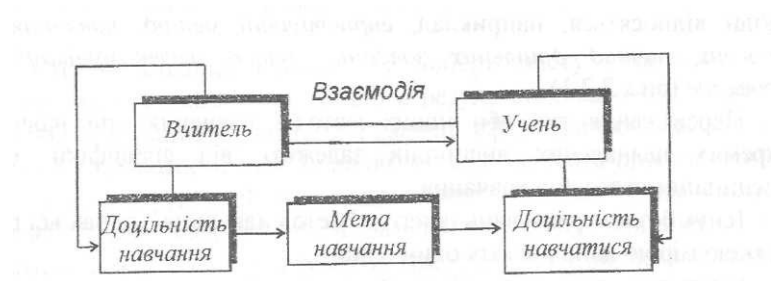 Взаємодія
Вчитель
Учень
Доцільність
навчання
Мета
навчання
Доцільність
навчатися